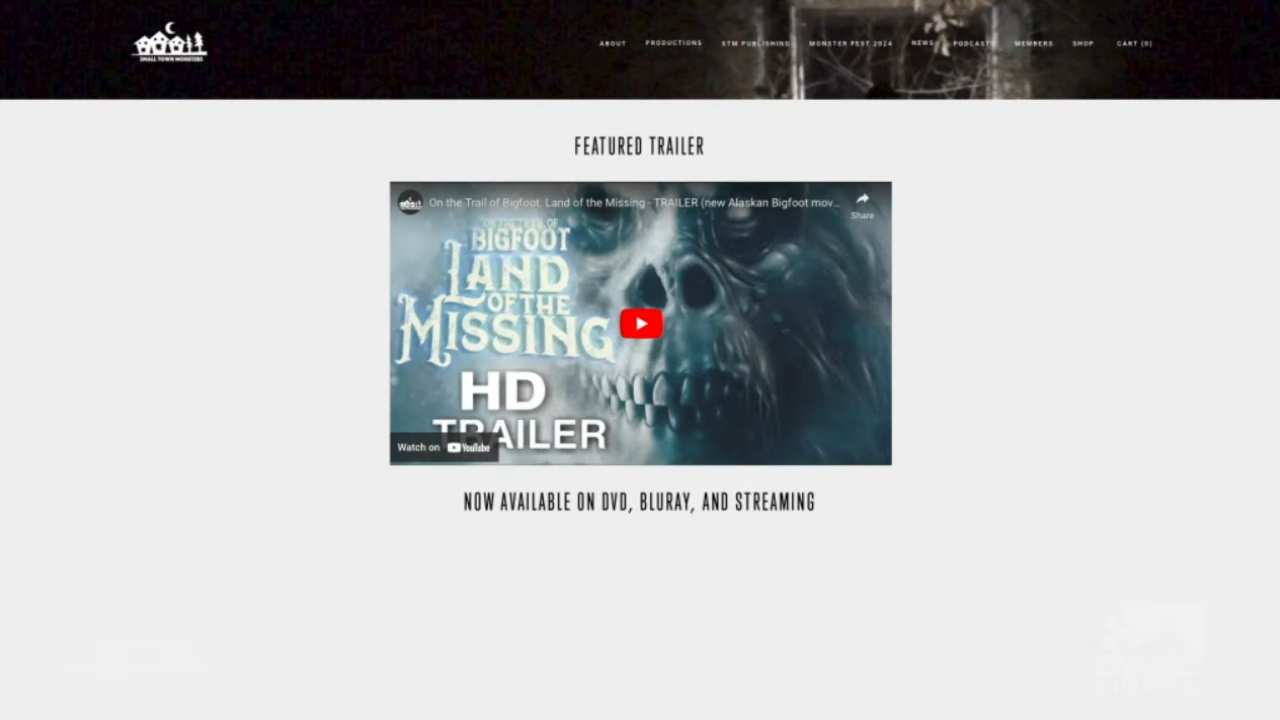 SMALL TOWN MONSTERS
ABOUT PRODUCTIONS STM PUBLISHING MONSTER FEST 2024 NEWS PODCASTS MEMBERS SHOP CART (0)
FEATURED TRAILER
On the Trail of Bigfoot: Land of the Missing - TRAILER (new Alaskan Bigfoot mov...
Share
ON THE TRAIL OF
BIGFOOT
LAND
OF THE
MISSING
HD
TRAILER
Watch on YouTube
NOW AVAILABLE ON DVD, BLURAY, AND STREAMING